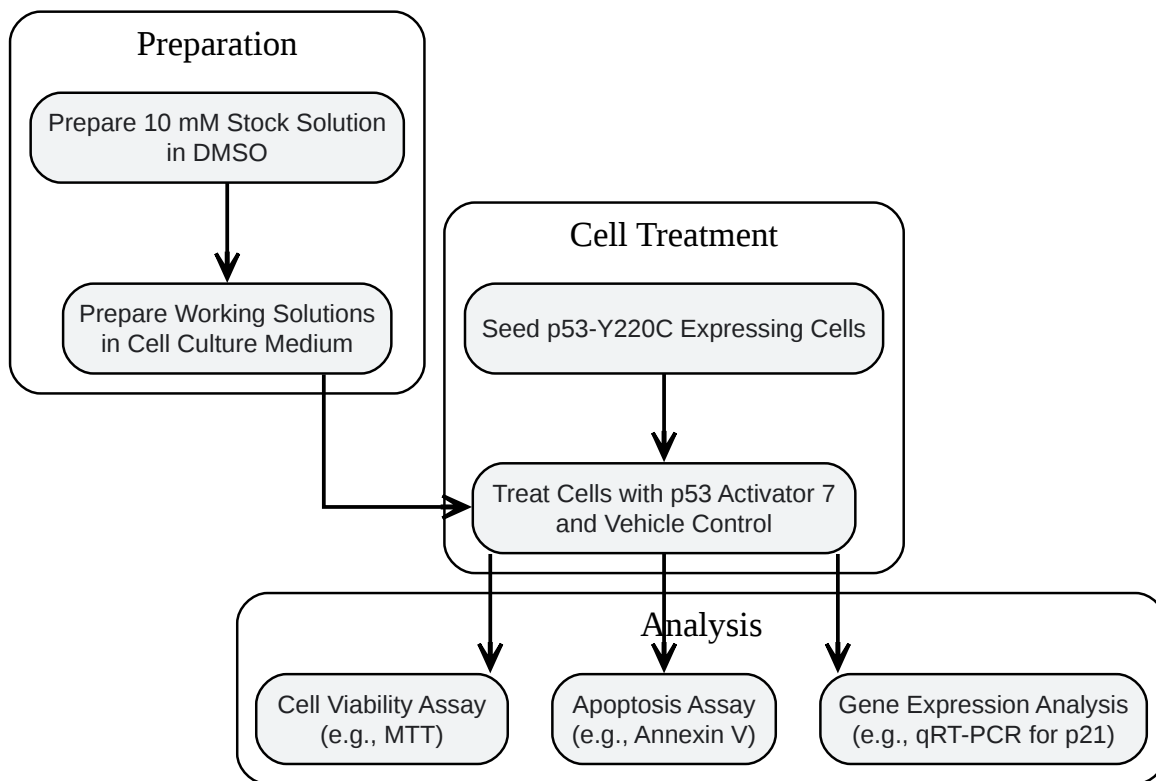 Preparation
Prepare 10 mM Stock Solution
in DMSO
Prepare Working Solutions
in Cell Culture Medium
Cell Treatment
Seed p53-Y220C Expressing Cells
Treat Cells with p53 Activator 7
and Vehicle Control
Analysis
Cell Viability Assay
(e.g., MTT)
Apoptosis Assay
(e.g., Annexin V)
Gene Expression Analysis
(e.g., qRT-PCR for p21)